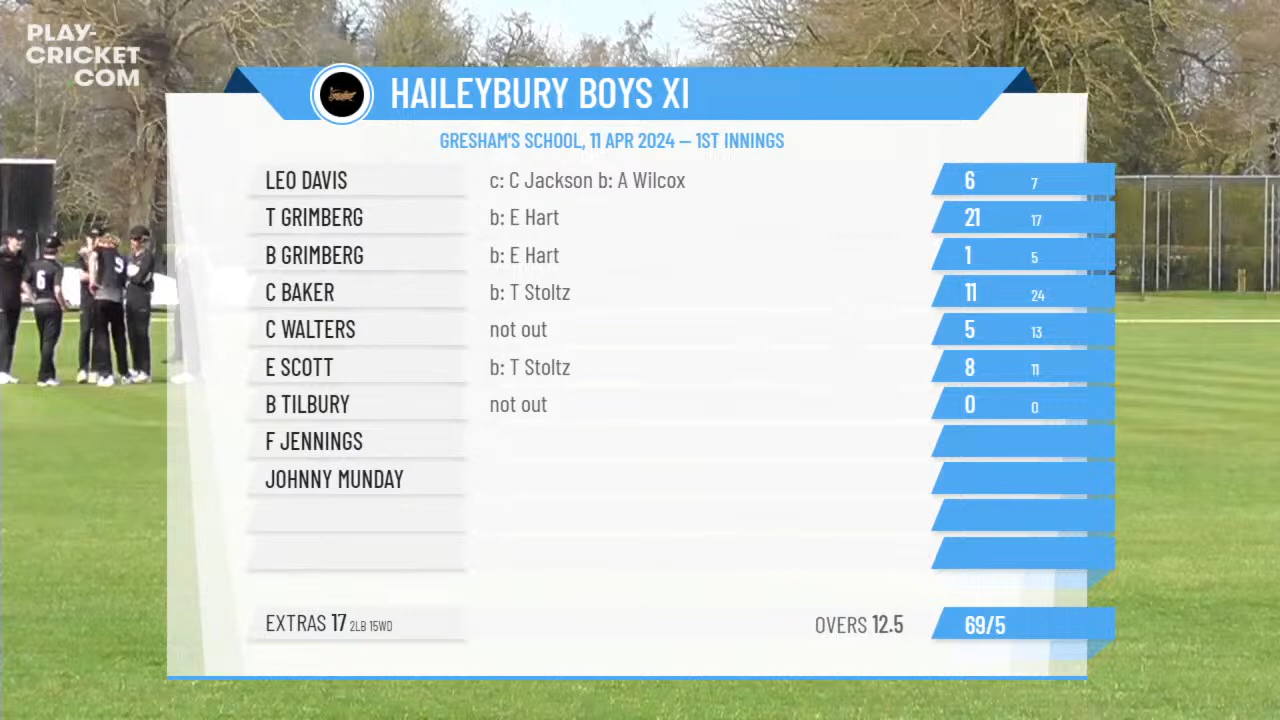 PLAY-
CRICKET
COM
HAILEYBURY BOYS XI
GRESHAM'S SCHOOL, 11 APR 2024 – 1ST INNINGS
LEO DAVIS c: C Jackson b: A Wilcox 6 7
T GRIMBERG b: E Hart 21 17
B GRIMBERG b: E Hart 1 5
C BAKER b: T Stoltz 11 24
C WALTERS not out 5 13
E SCOTT b: T Stoltz 8 11
B TILBURY not out 0 0
F JENNINGS
JOHNNY MUNDAY
EXTRAS 17 2LB 15WD OVERS 12.5 69/5
6
9